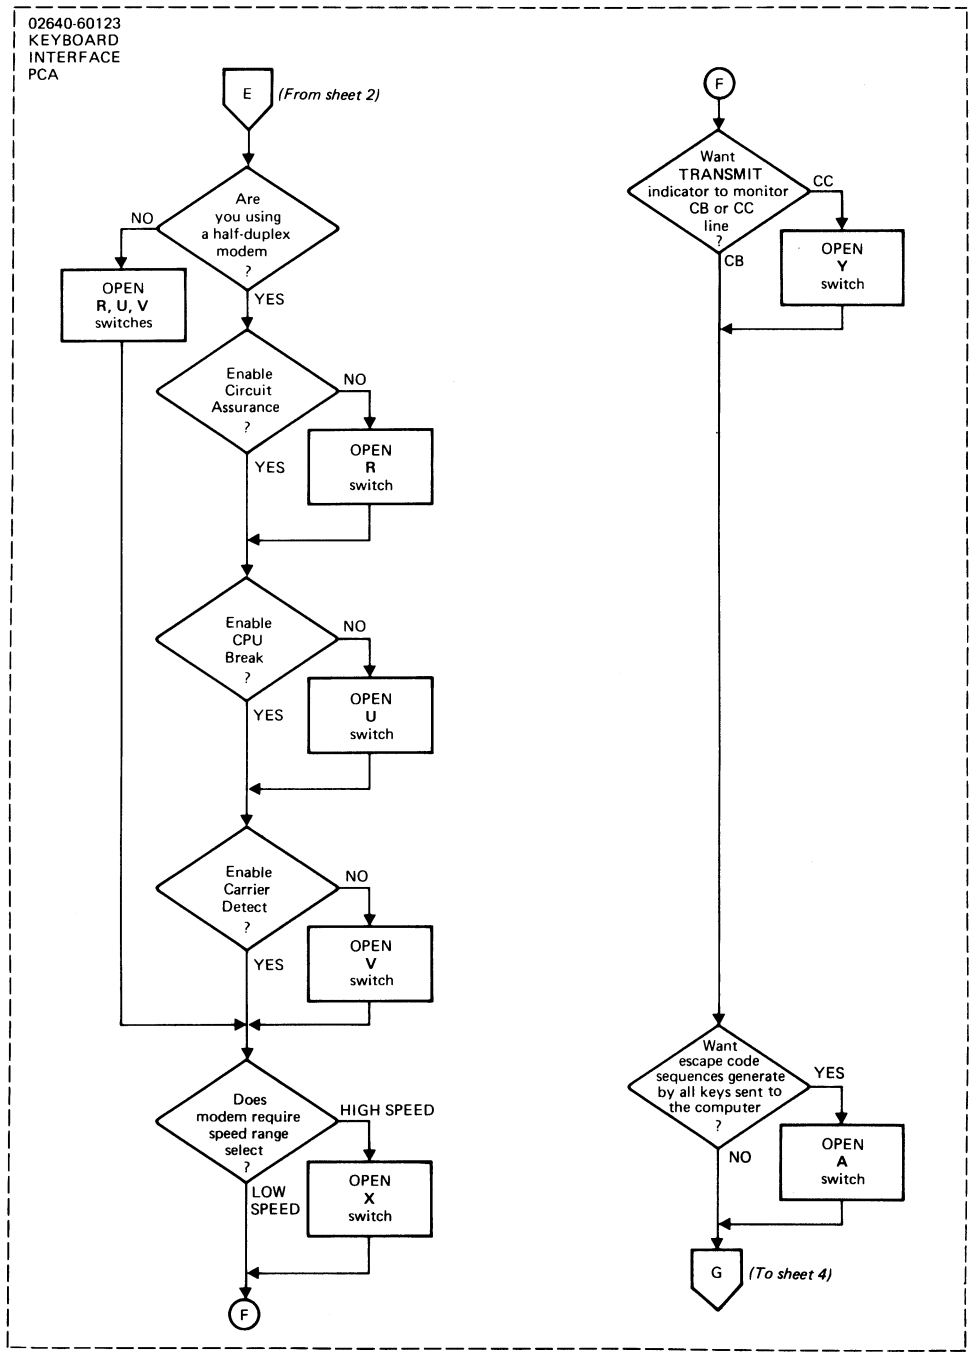 02640-60123
KEYBOARD
INTERFACE
PCA
E
(From sheet 2)
Are
you using
a half-duplex
modem
?
NO
YES
OPEN
R, U, V
switches
Enable
Circuit
Assurance
?
NO
YES
OPEN
R
switch
Enable
CPU
Break
?
NO
YES
OPEN
U
switch
Enable
Carrier
Detect
?
NO
YES
OPEN
V
switch
Does
modem require
speed range
select
?
HIGH SPEED
LOW
SPEED
OPEN
X
switch
F
F
Want
TRANSMIT
indicator to monitor
CB or CC
line
?
CC
CB
OPEN
Y
switch
Want
escape code
sequences generate
by all keys sent to
the computer
?
YES
NO
OPEN
A
switch
G
(To sheet 4)